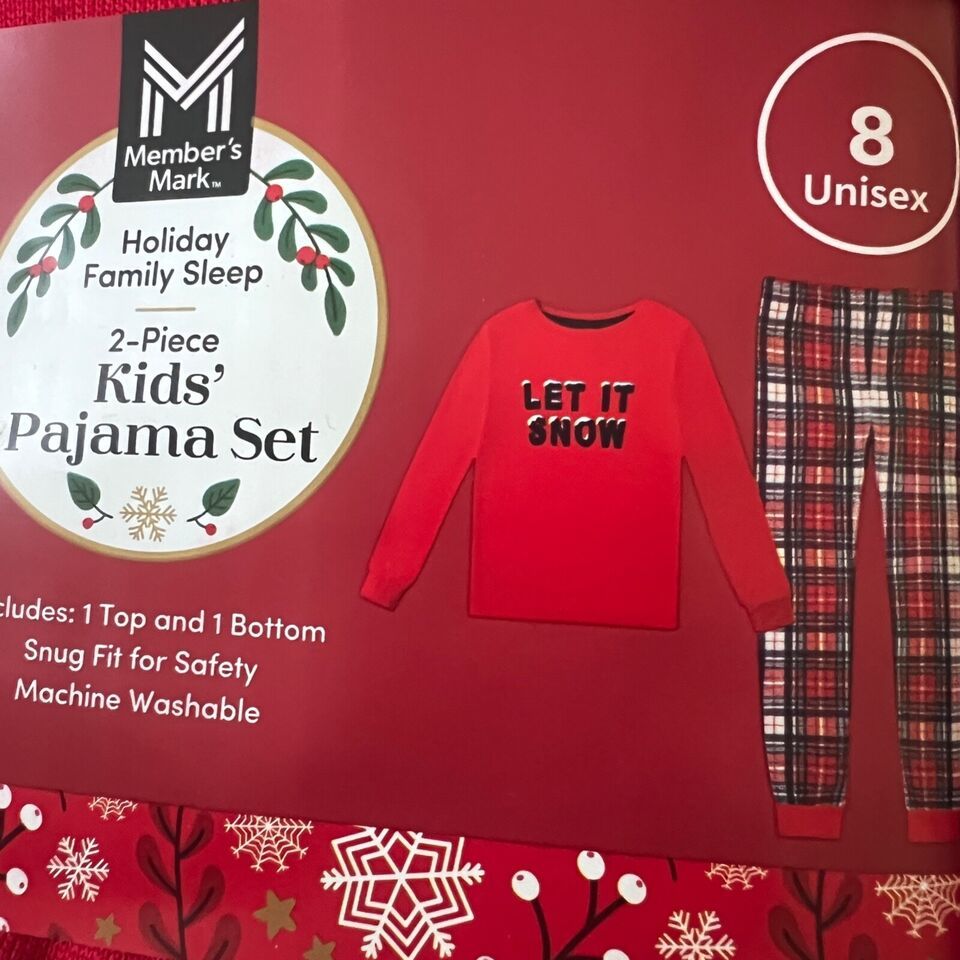 Member's
Mark™
Holiday
Family Sleep
2-Piece
Kids'
Pajama Set
8
Unisex
LET IT
SNOW
cludes: 1 Top and 1 Bottom
Snug Fit for Safety
Machine Washable